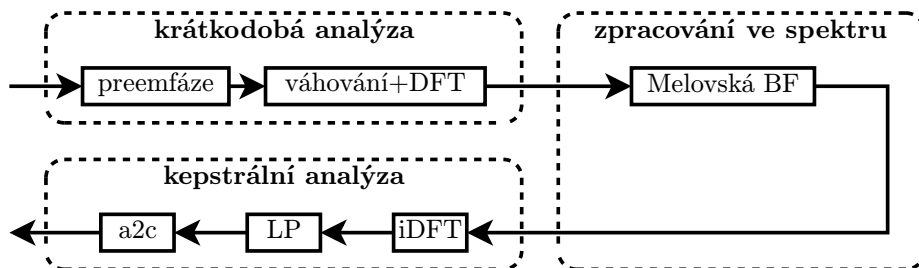 krátkodobá analýza
zpracování ve spektru
preemfáze
váhování+DFT
Melovská BF
kepstrální analýza
a2c
LP
iDFT